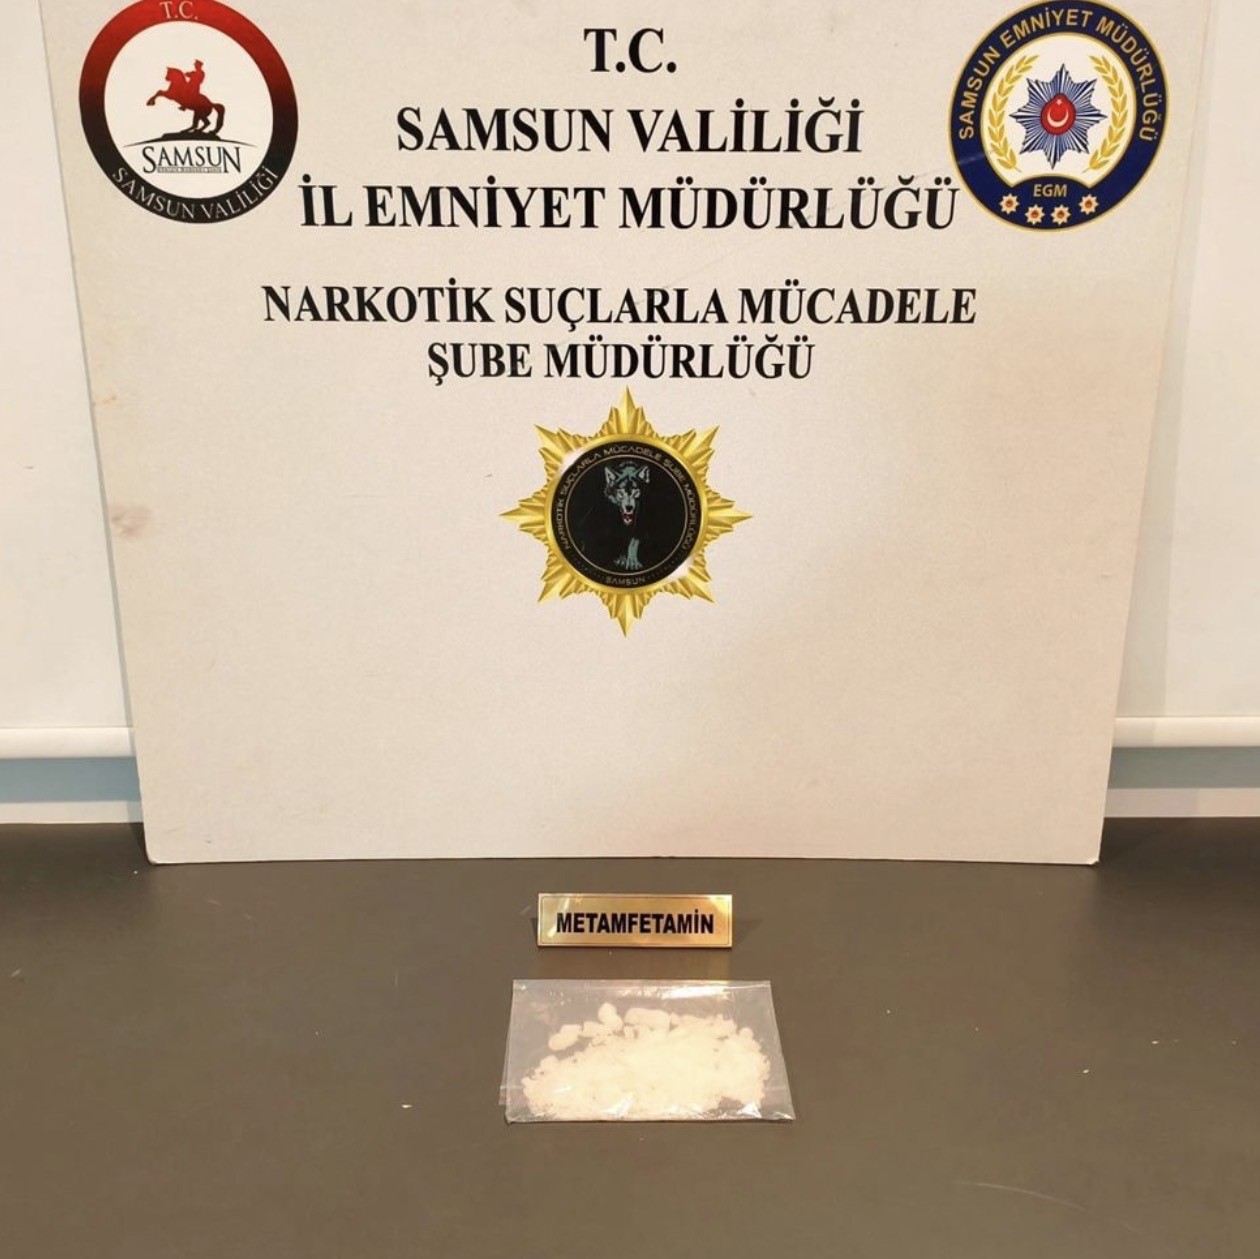 T.C.
SAMSUN
SAMSUN VALİLİĞİ
T.C.
SAMSUN VALİLİĞİ
İL EMNİYET MÜDÜRLÜĞÜ
SAMSUN EMNİYET MÜDÜRLÜĞÜ
EGM
NARKOTİK SUÇLARLA MÜCADELE
ŞUBE MÜDÜRLÜĞÜ
NARKOTİK SUÇLARLA MÜCADELE ŞUBE MÜDÜRLÜĞÜ
SAMSUN
METAMFETAMİN